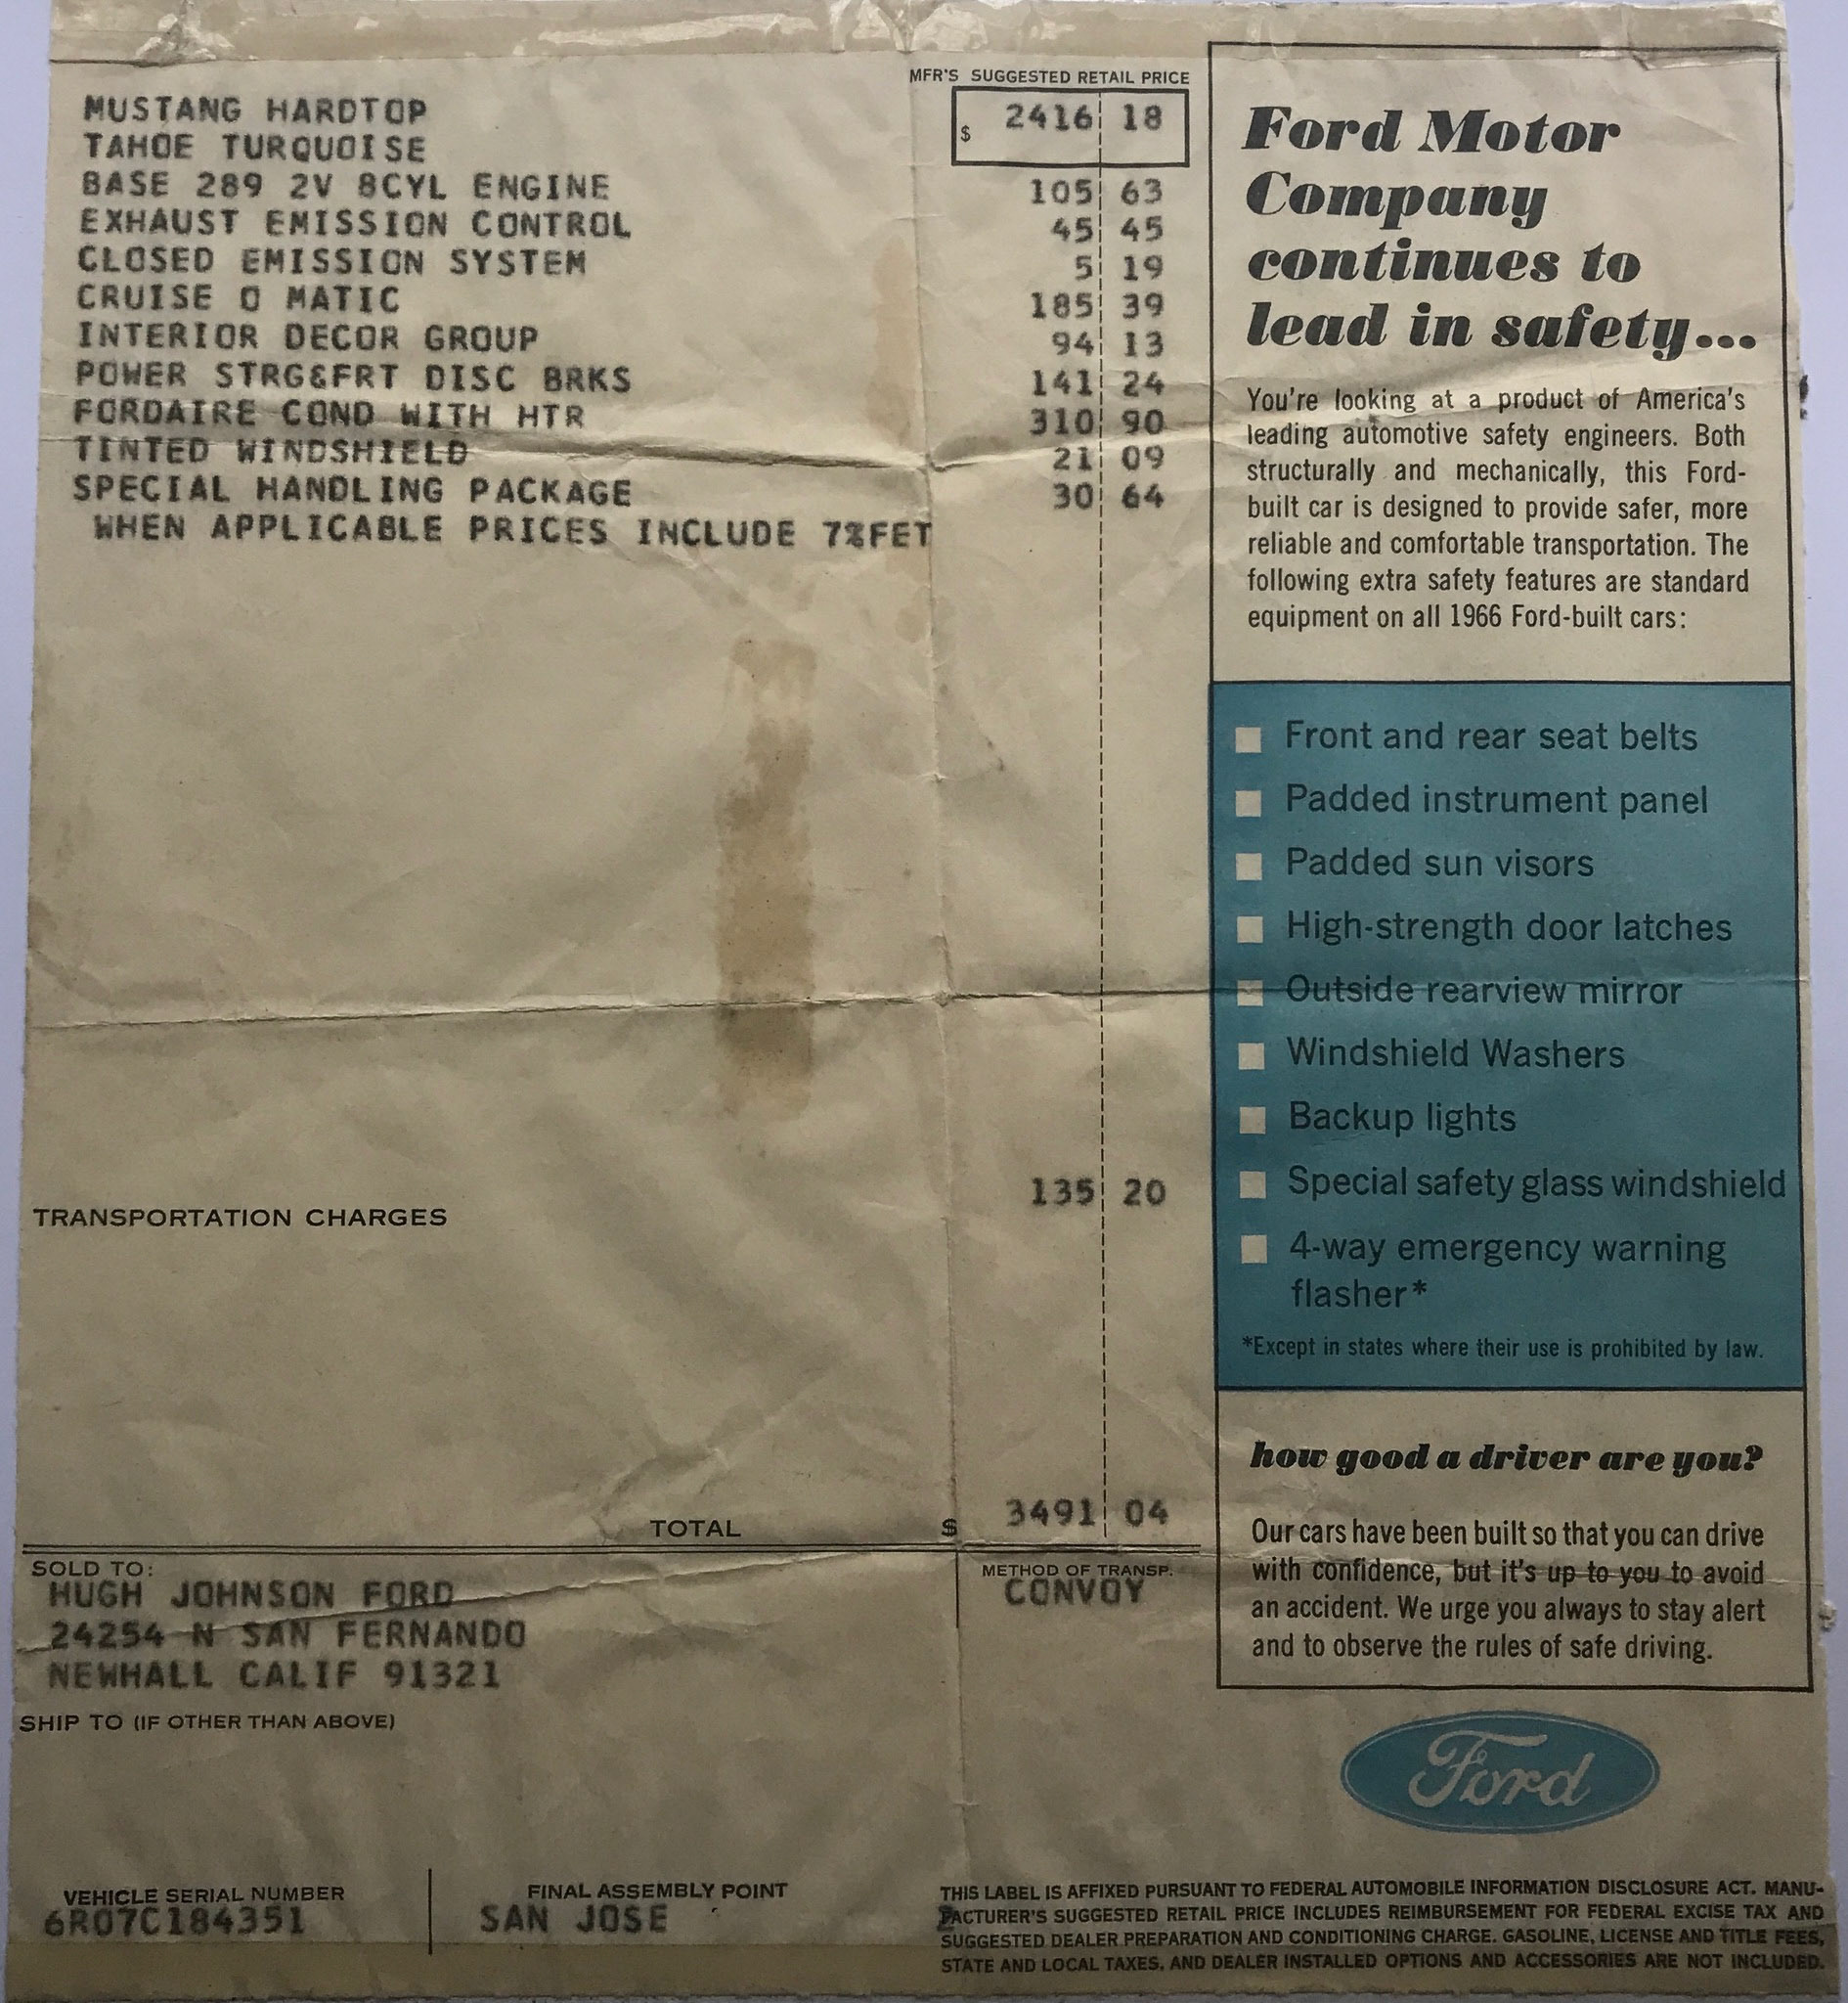 MFR'S SUGGESTED RETAIL PRICE
MUSTANG HARDTOP $ 2416 18
TAHOE TURQUOISE
BASE 289 2V 8CYL ENGINE 105 63
EXHAUST EMISSION CONTROL 45 45
CLOSED EMISSION SYSTEM 5 19
CRUISE O MATIC 185 39
INTERIOR DECOR GROUP 94 13
POWER STRG&FRT DISC BRKS 141 24
FORDAIRE COND WITH HTR 310 90
TINTED WINDSHIELD 21 09
SPECIAL HANDLING PACKAGE 30 64
WHEN APPLICABLE PRICES INCLUDE 7%FET
TRANSPORTATION CHARGES 135 20
TOTAL $ 3491 04
SOLD TO:
HUGH JOHNSON FORD
24254 N SAN FERNANDO
NEWHALL CALIF 91321
METHOD OF TRANSP.
CONVOY
SHIP TO (IF OTHER THAN ABOVE)
VEHICLE SERIAL NUMBER
6R07C184351
FINAL ASSEMBLY POINT
SAN JOSE
Ford Motor
Company
continues to
lead in safety...
You're looking at a product of America's
leading automotive safety engineers. Both
structurally and mechanically, this Ford-
built car is designed to provide safer, more
reliable and comfortable transportation. The
following extra safety features are standard
equipment on all 1966 Ford-built cars:
Front and rear seat belts
Padded instrument panel
Padded sun visors
High-strength door latches
Outside rearview mirror
Windshield Washers
Backup lights
Special safety glass windshield
4-way emergency warning
flasher*
*Except in states where their use is prohibited by law.
how good a driver are you?
Our cars have been built so that you can drive
with confidence, but it's up to you to avoid
an accident. We urge you always to stay alert
and to observe the rules of safe driving.
Ford
THIS LABEL IS AFFIXED PURSUANT TO FEDERAL AUTOMOBILE INFORMATION DISCLOSURE ACT. MANU-
FACTURER'S SUGGESTED RETAIL PRICE INCLUDES REIMBURSEMENT FOR FEDERAL EXCISE TAX AND
SUGGESTED DEALER PREPARATION AND CONDITIONING CHARGE. GASOLINE, LICENSE AND TITLE FEES,
STATE AND LOCAL TAXES, AND DEALER INSTALLED OPTIONS AND ACCESSORIES ARE NOT INCLUDED.